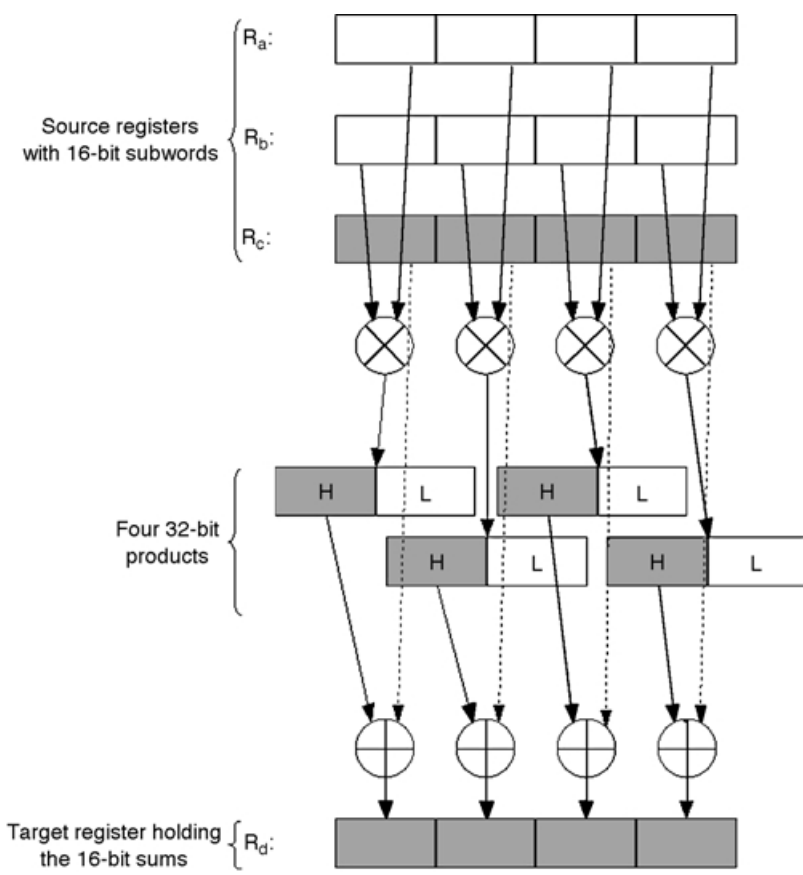 Ra:
Source registers
with 16-bit subwords
Rb:
Rc:
H
L
H
L
Four 32-bit
products
H
L
H
L
Target register holding
the 16-bit sums
Rd: